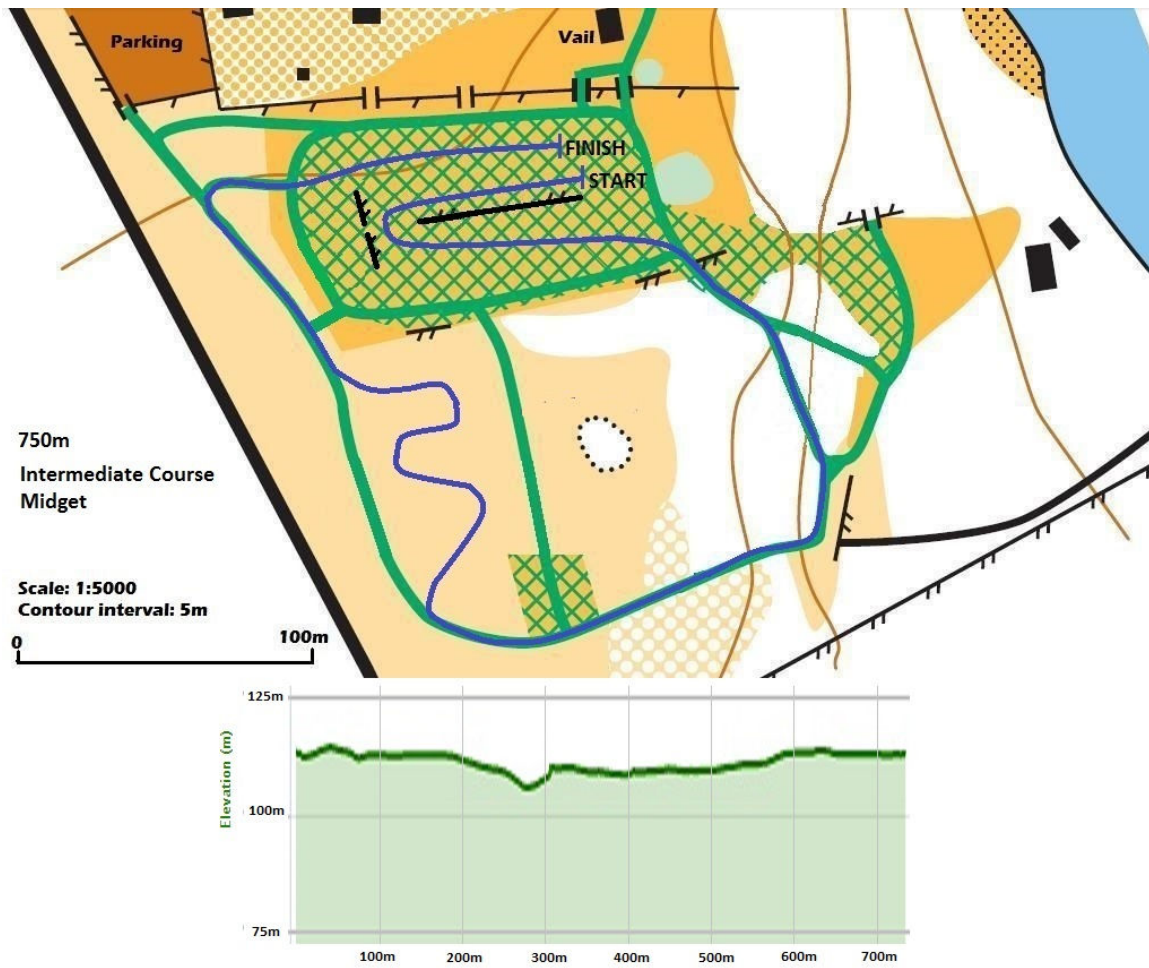 Parking
Vail
FINISH
START
750m
Intermediate Course
Midget
Scale: 1:5000
Contour interval: 5m
0
100m
125m
100m
75m
Elevation (m)
100m
200m
300m
400m
500m
600m
700m